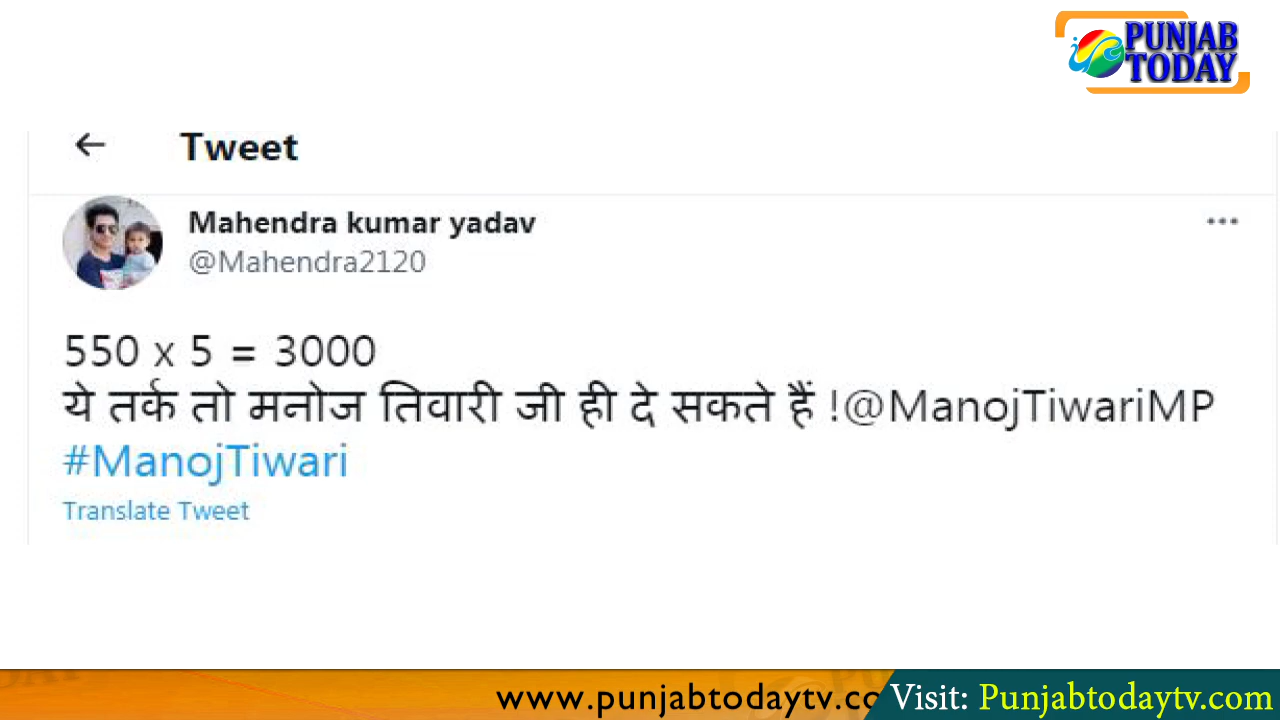 PUNJAB
TODAY
Tweet
Mahendra kumar yadav
@Mahendra2120
550 x 5 = 3000
ये तर्क तो मनोज तिवारी जी ही दे सकते हैं !@ManojTiwariMP
#ManojTiwari
Translate Tweet
www.punjabtodaytv.co
Visit: Punjabtodaytv.com